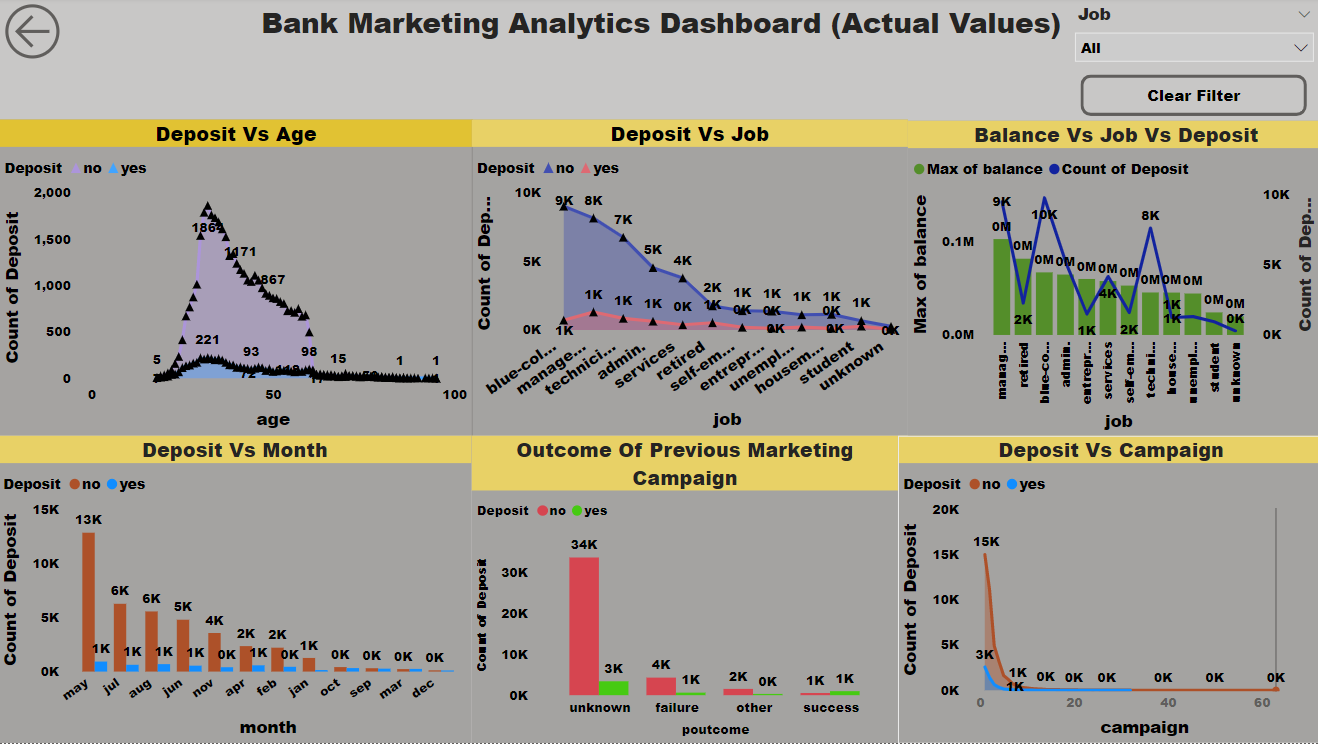 Bank Marketing Analytics Dashboard (Actual Values)
Job
All
Clear Filter
Deposit Vs Age
Deposit no yes
Count of Deposit
2,000
1,500
1,000
500
0
1864
1171
867
5
221
93
72
98
15
1
1
0
50
100
age
Deposit Vs Job
Deposit no yes
Count of Dep...
10K
5K
0K
9K
8K
7K
5K
4K
2K
1K
1K
1K
1K
1K
1K
1K
1K
1K
0K
1K
0K
0K
0K
0K
blue-col...
manage...
technici...
admin.
services
retired
self-em...
entrepr...
unempl...
housem...
student
unknown
job
Balance Vs Job Vs Deposit
Max of balance Count of Deposit
Max of balance
0.1M
0.0M
Count of Dep...
10K
5K
0K
9K
10K
8K
0M
0M
0M
0M
0M
0M
0M
0M
0M
0M
0M
0M
2K
1K
4K
2K
1K
1K
0K
manag...
retired
blue-co...
admin.
entrepr...
services
self-em...
techni...
house...
unempl...
student
unknown
job
Deposit Vs Month
Deposit no yes
Count of Deposit
15K
10K
5K
0K
13K
6K
6K
5K
4K
2K
2K
1K
0K
0K
0K
0K
1K
1K
1K
1K
0K
1K
0K
may
jul
aug
jun
nov
apr
feb
jan
oct
sep
mar
dec
month
Outcome Of Previous Marketing
Campaign
Deposit no yes
Count of Deposit
30K
20K
10K
0K
34K
3K
4K
1K
2K
0K
1K
1K
unknown
failure
other
success
poutcome
Deposit Vs Campaign
Deposit no yes
Count of Deposit
20K
15K
10K
5K
0K
15K
3K
1K
1K
0K
0K
0K
0K
0K
0K
0
20
40
60
campaign